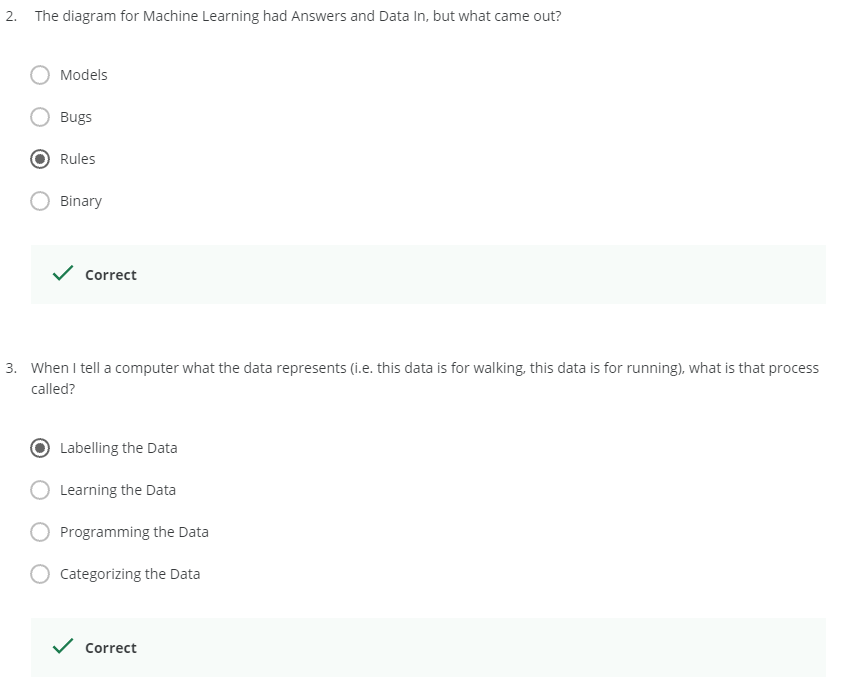 2. The diagram for Machine Learning had Answers and Data In, but what came out?
Models
Bugs
Rules
Binary
Correct
3. When I tell a computer what the data represents (i.e. this data is for walking, this data is for running), what is that process
called?
Labelling the Data
Learning the Data
Programming the Data
Categorizing the Data
Correct